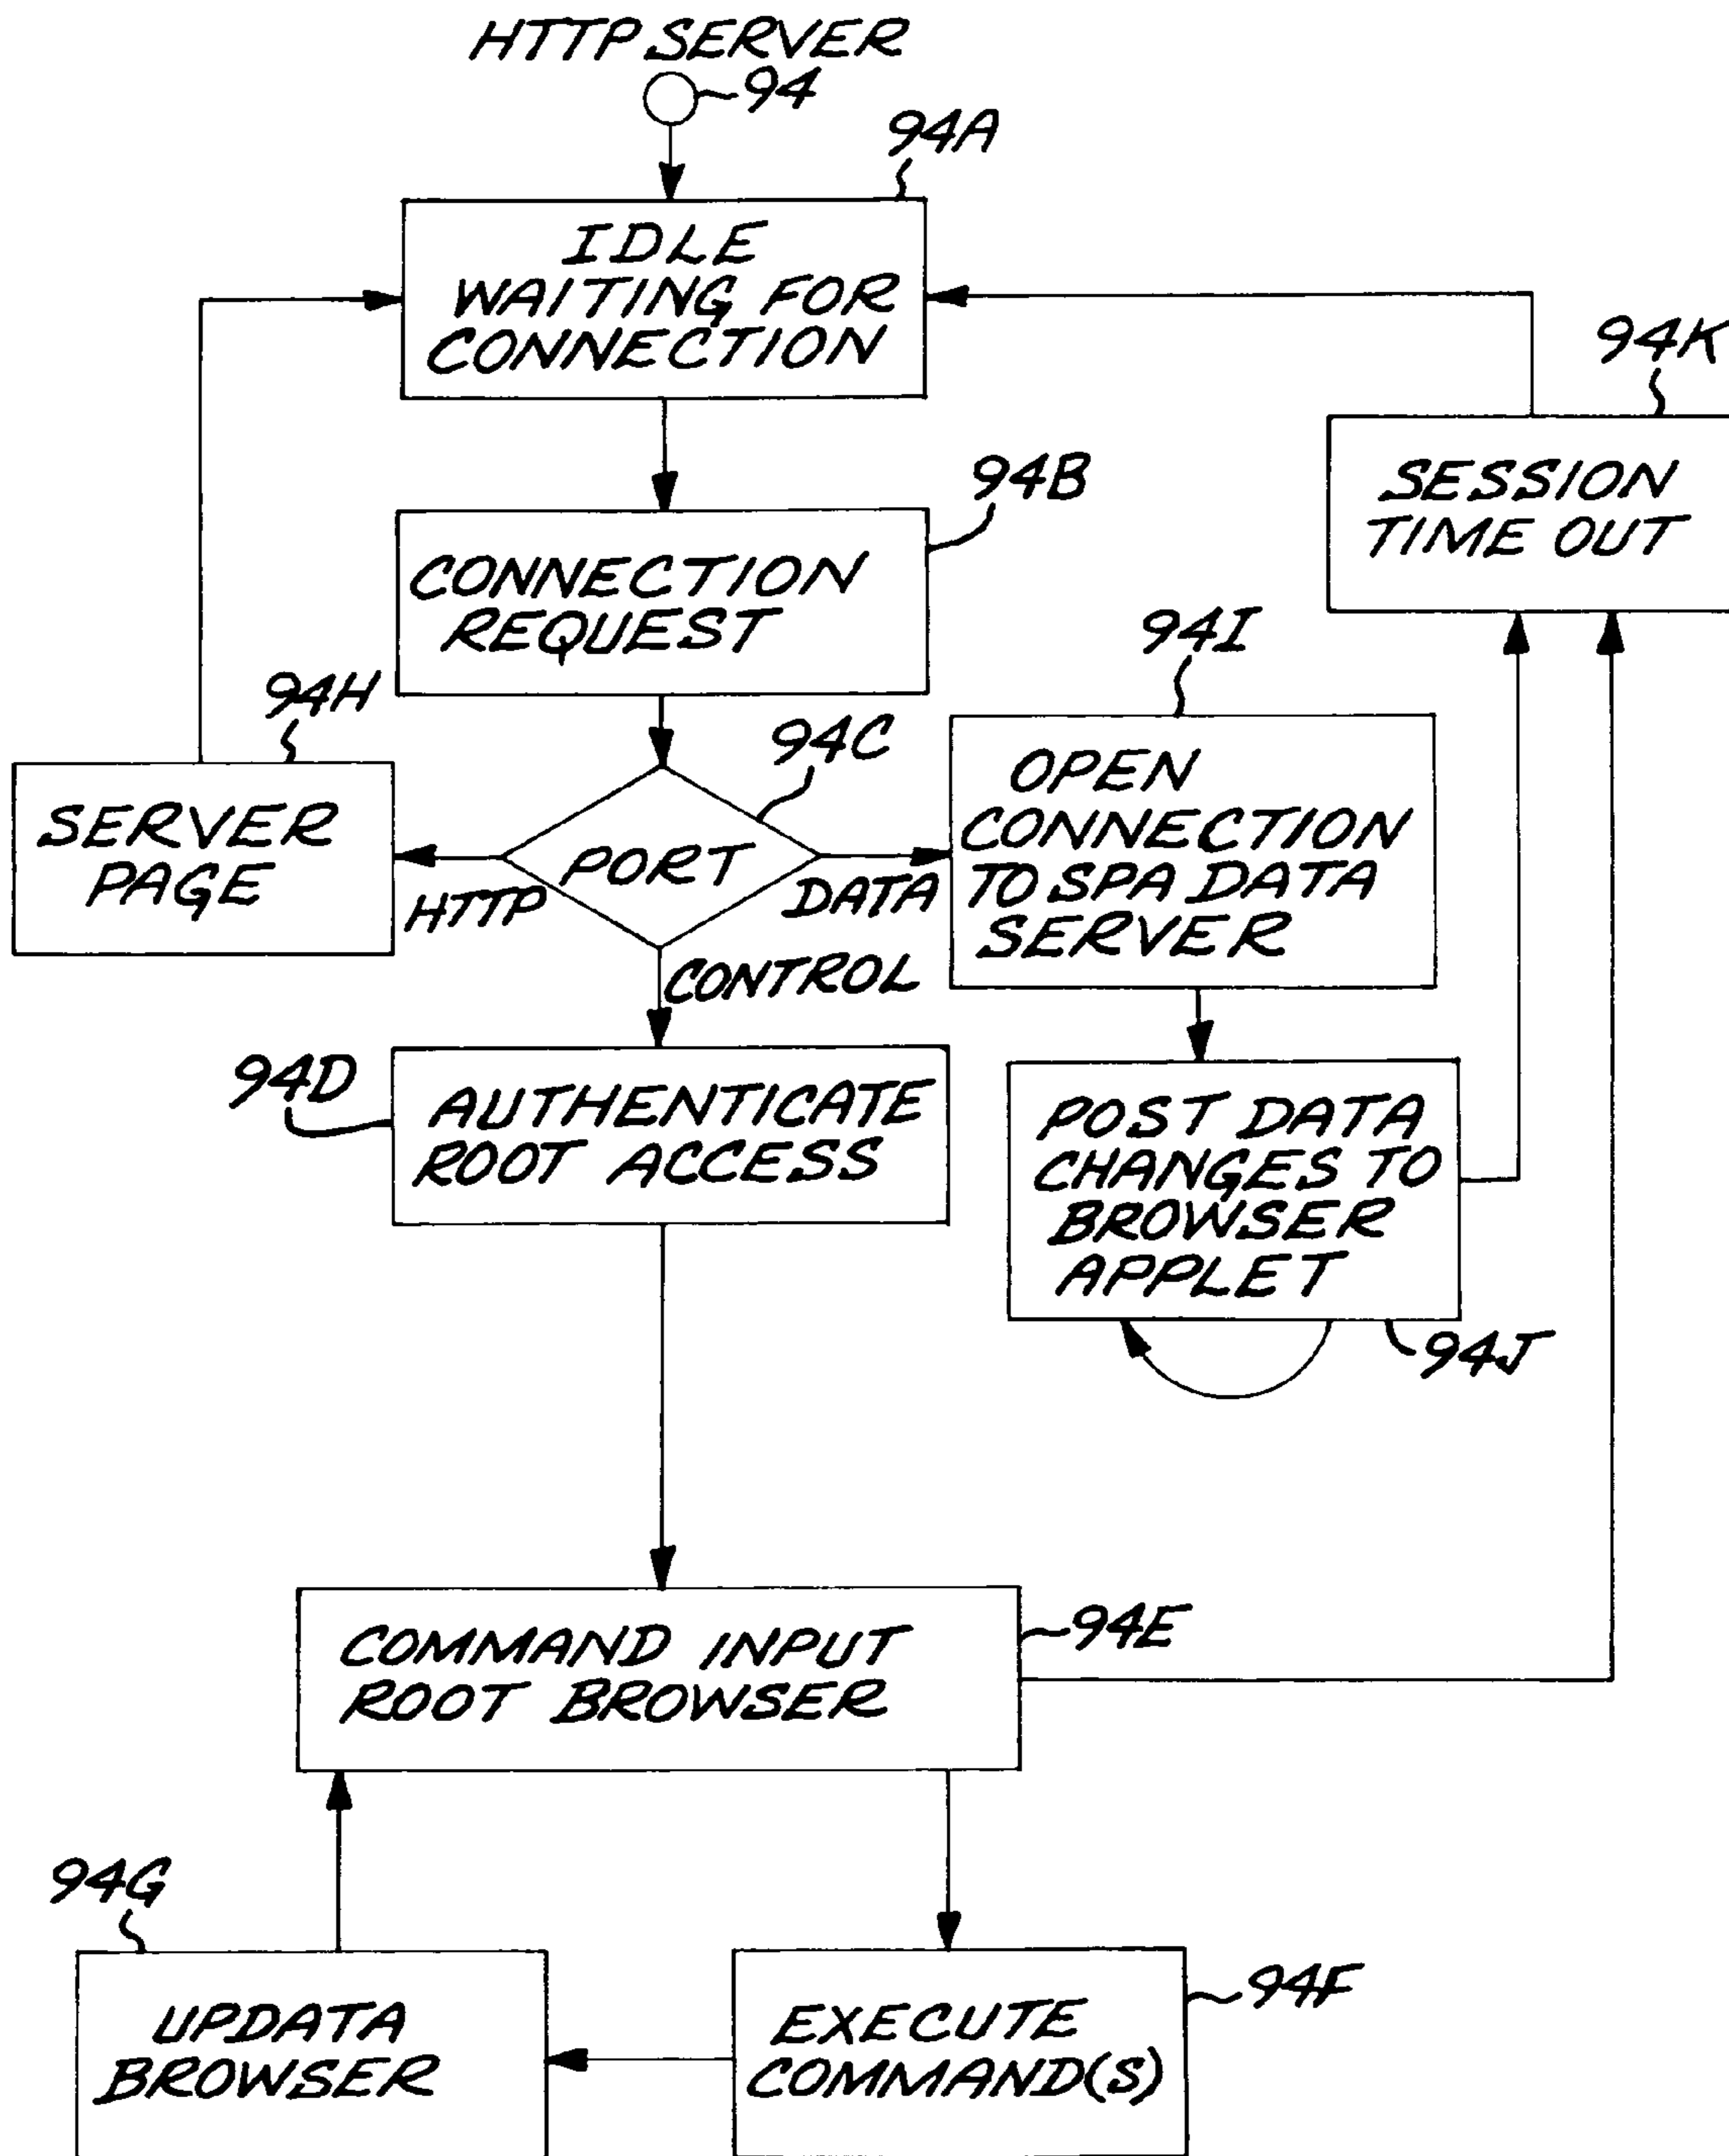 HTTP SERVER
94
94A
IDLE
WAITING FOR
CONNECTION
94K
SESSION
TIME OUT
94B
CONNECTION
REQUEST
94I
94H
94C
OPEN
CONNECTION
TO SPA DATA
SERVER
SERVER
PAGE
PORT
HTTP
DATA
CONTROL
94D
AUTHENTICATE
ROOT ACCESS
POST DATA
CHANGES TO
BROWSER
APPLET
94J
94E
COMMAND INPUT
ROOT BROWSER
94G
94F
UPDATA
BROWSER
EXECUTE
COMMAND(S)